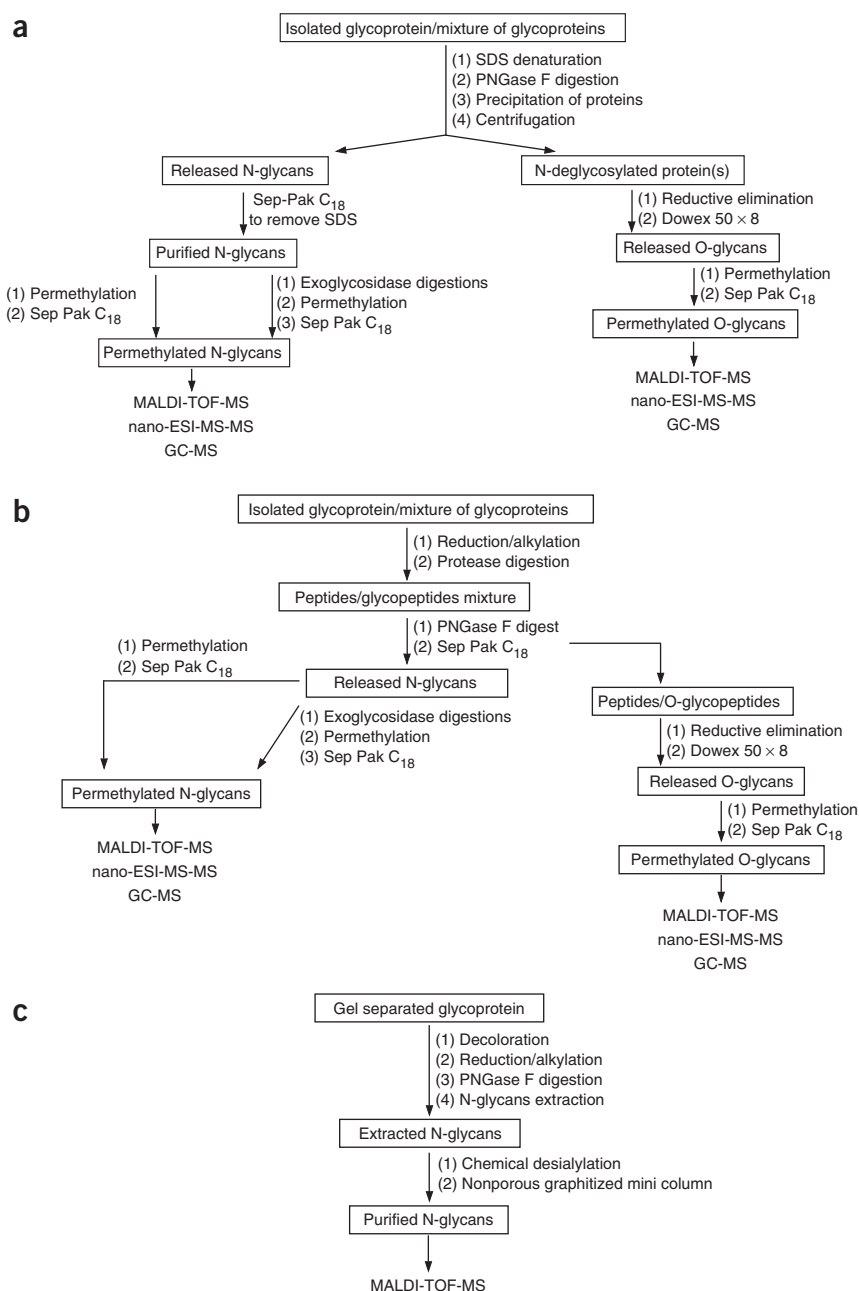 a
Isolated glycoprotein/mixture of glycoproteins
(1) SDS denaturation
(2) PNGase F digestion
(3) Precipitation of proteins
(4) Centrifugation
Released N-glycans
N-deglycosylated protein(s)
Sep-Pak C18
to remove SDS
(1) Reductive elimination
(2) Dowex 50 × 8
Purified N-glycans
Released O-glycans
(1) Permethylation
(2) Sep Pak C18
(1) Exoglycosidase digestions
(2) Permethylation
(3) Sep Pak C18
(1) Permethylation
(2) Sep Pak C18
Permethylated N-glycans
Permethylated O-glycans
MALDI-TOF-MS
nano-ESI-MS-MS
GC-MS
MALDI-TOF-MS
nano-ESI-MS-MS
GC-MS
b
Isolated glycoprotein/mixture of glycoproteins
(1) Reduction/alkylation
(2) Protease digestion
Peptides/glycopeptides mixture
(1) PNGase F digest
(2) Sep Pak C18
(1) Permethylation
(2) Sep Pak C18
Released N-glycans
Peptides/O-glycopeptides
(1) Exoglycosidase digestions
(2) Permethylation
(3) Sep Pak C18
(1) Reductive elimination
(2) Dowex 50 × 8
Permethylated N-glycans
Released O-glycans
(1) Permethylation
(2) Sep Pak C18
MALDI-TOF-MS
nano-ESI-MS-MS
GC-MS
Permethylated O-glycans
MALDI-TOF-MS
nano-ESI-MS-MS
GC-MS
c
Gel separated glycoprotein
(1) Decoloration
(2) Reduction/alkylation
(3) PNGase F digestion
(4) N-glycans extraction
Extracted N-glycans
(1) Chemical desialylation
(2) Nonporous graphitized mini column
Purified N-glycans
MALDI-TOF-MS